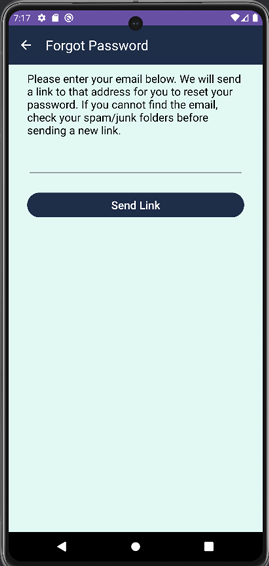 7:17
Forgot Password
Please enter your email below. We will send
a link to that address for you to reset your
password. If you cannot find the email,
check your spam/junk folders before
sending a new link.
Send Link